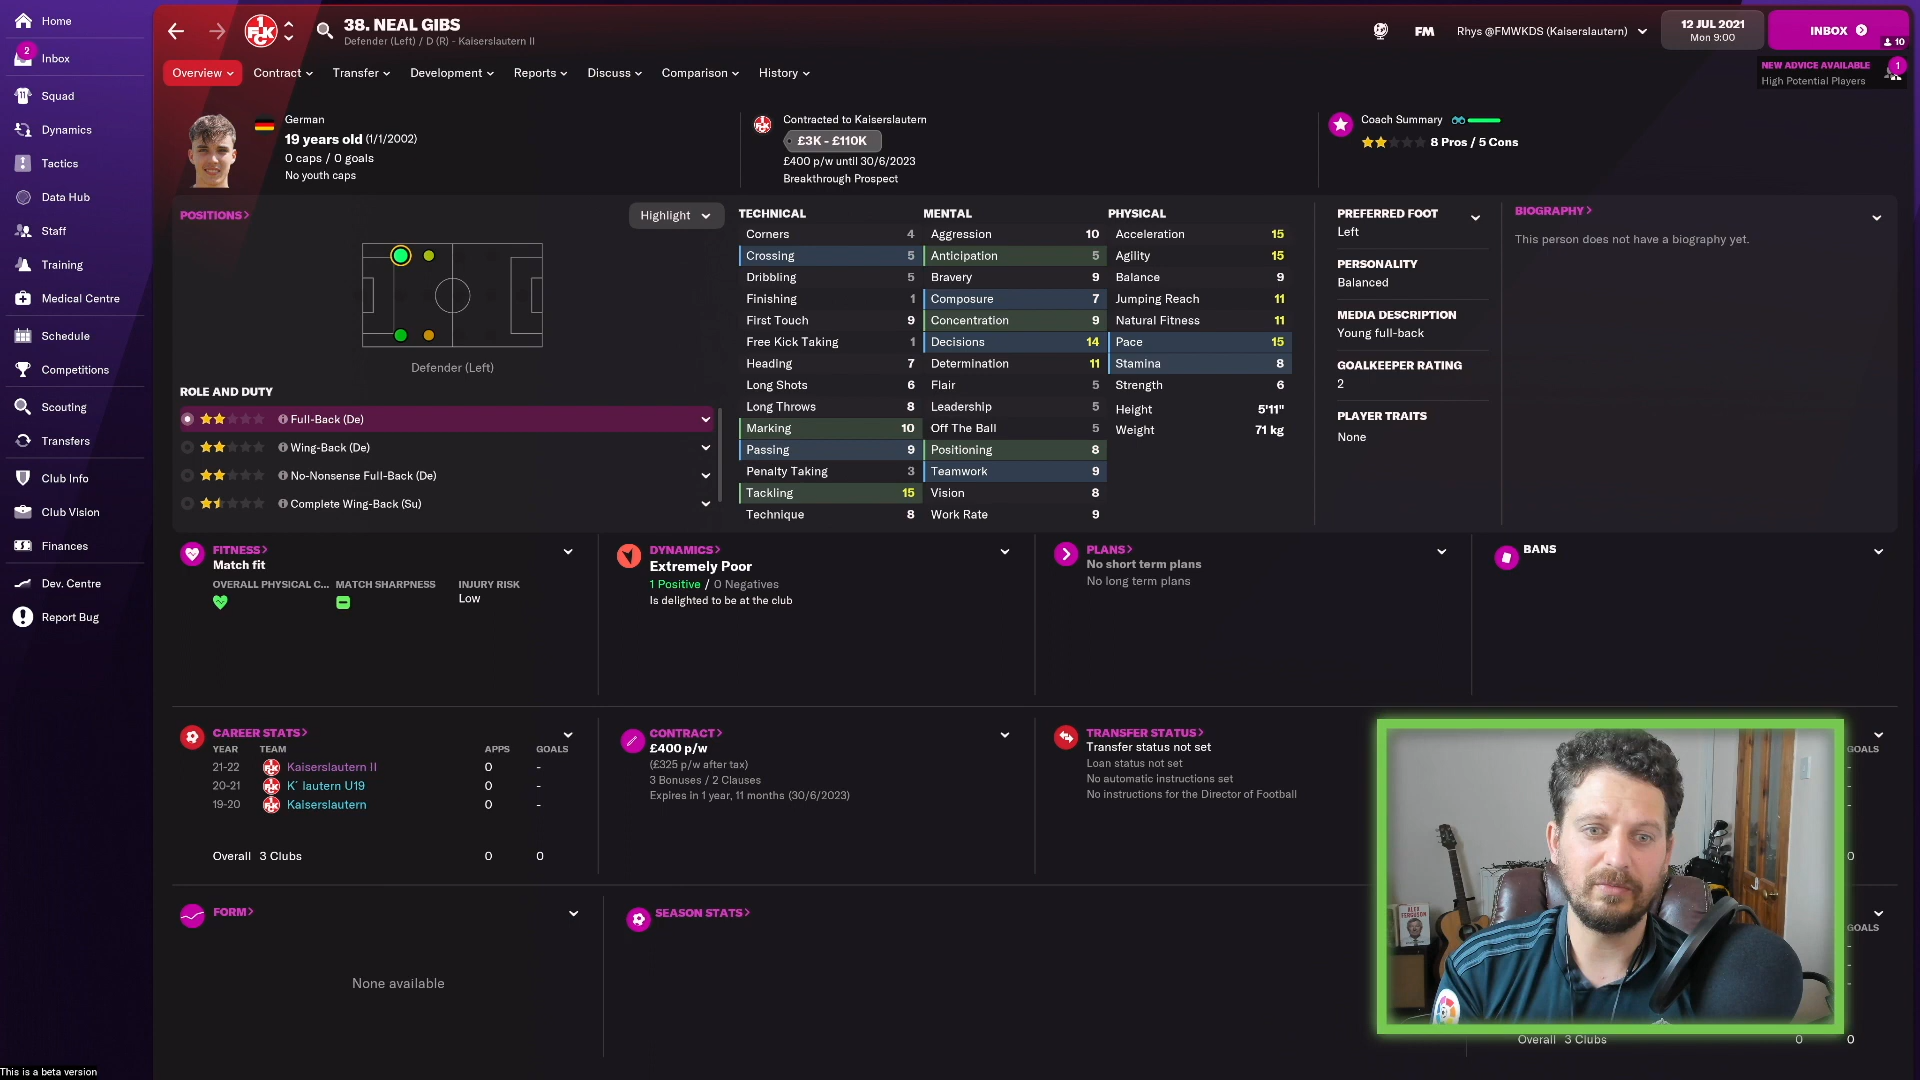 Home
2
Inbox
Squad
Dynamics
Tactics
Data Hub
Staff
Training
Medical Centre
Schedule
Competitions
Scouting
Transfers
Club Info
Club Vision
Finances
Dev. Centre
Report Bug
This is a beta version
38. NEAL GIBS
Defender (Left) / D (R) - Kaiserslautern II
FM
Rhys @FMWKDS (Kaiserslautern)
12 JUL 2021
Mon 9:00
INBOX
10
Overview
Contract
Transfer
Development
Reports
Discuss
Comparison
History
NEW ADVICE AVAILABLE
High Potential Players
1
German
19 years old (1/1/2002)
0 caps / 0 goals
No youth caps
Contracted to Kaiserslautern
£3K - £110K
£400 p/w until 30/6/2023
Breakthrough Prospect
Coach Summary
8 Pros / 5 Cons
POSITIONS>
Highlight
Defender (Left)
ROLE AND DUTY
Full-Back (De)
Wing-Back (De)
No-Nonsense Full-Back (De)
Complete Wing-Back (Su)
TECHNICAL
Corners 4
Crossing 5
Dribbling 5
Finishing 1
First Touch 9
Free Kick Taking 1
Heading 7
Long Shots 6
Long Throws 8
Marking 10
Passing 9
Penalty Taking 3
Tackling 15
Technique 8
MENTAL
Aggression 10
Anticipation 5
Bravery 9
Composure 7
Concentration 9
Decisions 14
Determination 11
Flair 5
Leadership 5
Off The Ball 5
Positioning 8
Teamwork 9
Vision 8
Work Rate 9
PHYSICAL
Acceleration 15
Agility 15
Balance 9
Jumping Reach 11
Natural Fitness 11
Pace 15
Stamina 8
Strength 6
Height 5'11"
Weight 71 kg
PREFERRED FOOT
Left
PERSONALITY
Balanced
MEDIA DESCRIPTION
Young full-back
GOALKEEPER RATING
2
PLAYER TRAITS
None
BIOGRAPHY>
This person does not have a biography yet.
FITNESS>
Match fit
OVERALL PHYSICAL C... MATCH SHARPNESS INJURY RISK
Low
DYNAMICS>
Extremely Poor
1 Positive / 0 Negatives
Is delighted to be at the club
PLANS>
No short term plans
No long term plans
BANS
CAREER STATS>
YEAR TEAM APPS GOALS
21-22 Kaiserslautern II 0 -
20-21 K´ lautern U19 0 -
19-20 Kaiserslautern 0 -
Overall 3 Clubs 0 0
CONTRACT>
£400 p/w
(£325 p/w after tax)
3 Bonuses / 2 Clauses
Expires in 1 year, 11 months (30/6/2023)
TRANSFER STATUS>
Transfer status not set
Loan status not set
No automatic instructions set
No instructions for the Director of Football
GOALS
-
-
-
0
FORM>
None available
SEASON STATS>
GOALS
-
-
-
Overall 3 Clubs 0 0
ALEX
FERGUSON